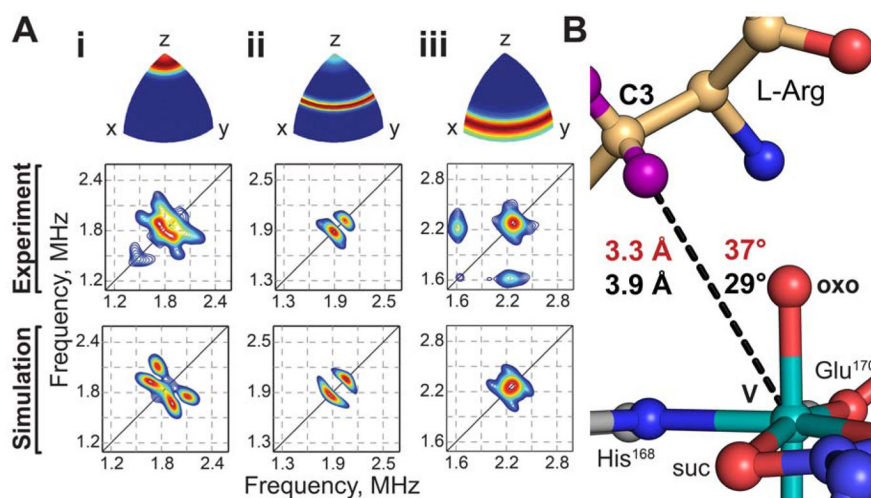 A
i
ii
iii
z
z
z
x
y
x
y
x
y
Experiment
Simulation
Frequency, MHz
2.4
1.8
1.2
1.2
1.8
2.4
2.5
1.9
1.3
1.3
1.9
2.5
2.8
2.2
1.6
1.6
2.2
2.8
2.4
1.8
1.2
1.2
1.8
2.4
2.5
1.9
1.3
1.3
1.9
2.5
2.8
2.2
1.6
1.6
2.2
2.8
Frequency, MHz
B
C3
L-Arg
3.3 Å
37°
3.9 Å
29°
oxo
V
Glu¹⁷⁰
His¹⁶⁸
suc